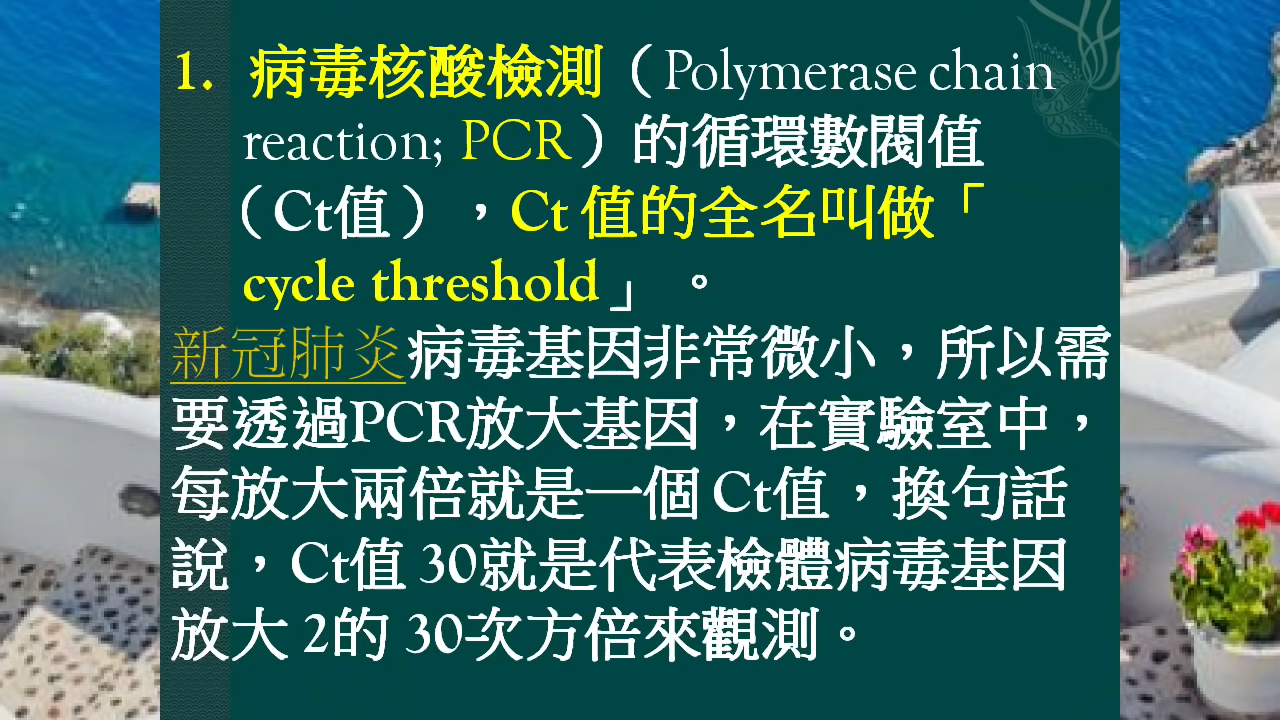 1. 病毒核酸檢測（Polymerase chain
reaction; PCR）的循環數閥值
（Ct值），Ct 值的全名叫做「
cycle threshold」 。
新冠肺炎病毒基因非常微小，所以需
要透過PCR放大基因，在實驗室中，
每放大兩倍就是一個 Ct值，換句話
說，Ct值 30就是代表檢體病毒基因
放大 2的 30次方倍來觀測。